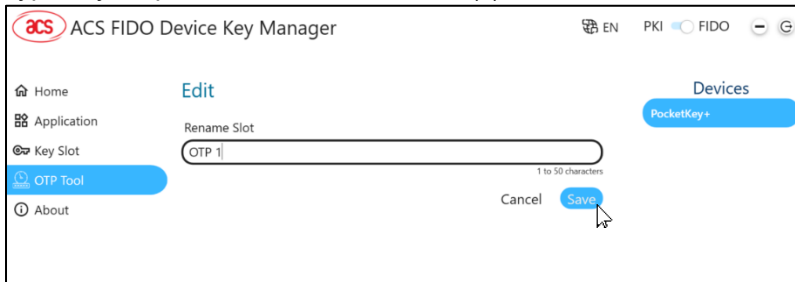 acs ACS FIDO Device Key Manager EN PKI FIDO
Home
Application
Key Slot
OTP Tool
About
Edit
Rename Slot
OTP 1
1 to 50 characters
Cancel Save
Devices
PocketKey+